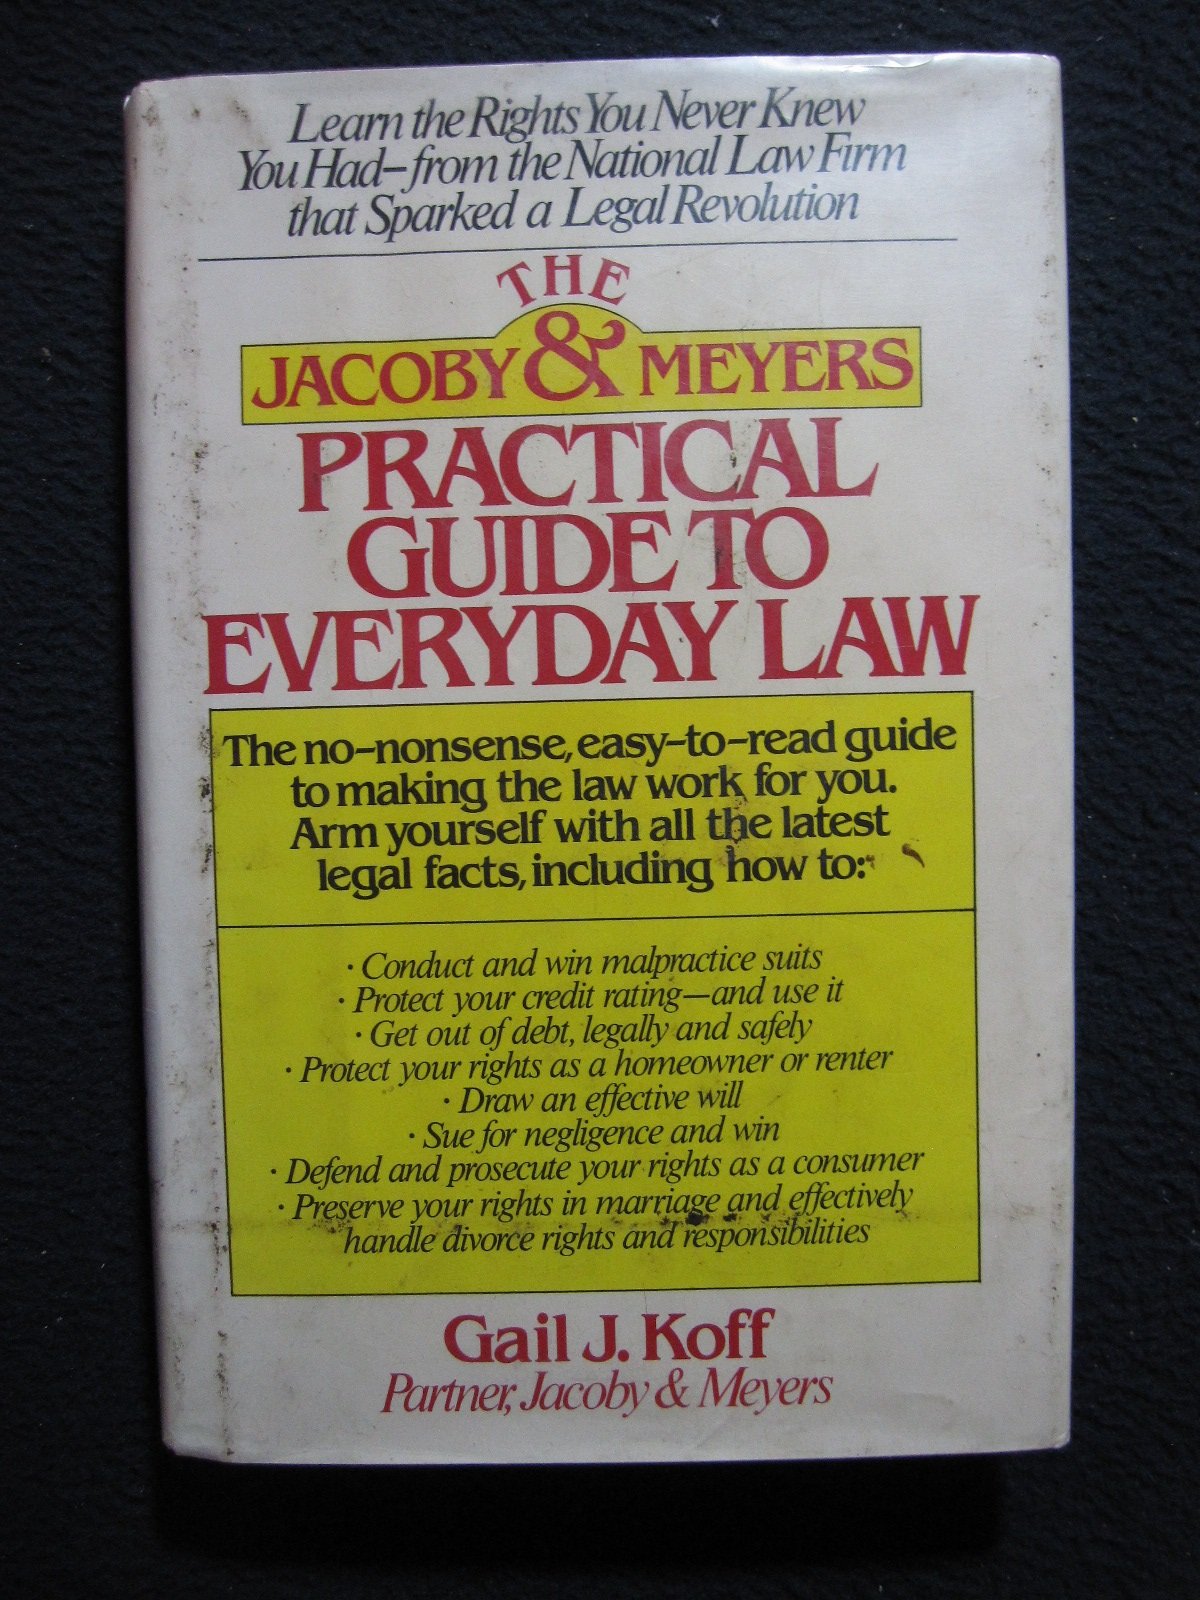 Learn the Rights You Never Knew
You Had–from the National Law Firm
that Sparked a Legal Revolution
THE
JACOBY & MEYERS
PRACTICAL
GUIDE TO
EVERYDAY LAW
The no-nonsense, easy-to-read guide
to making the law work for you.
Arm yourself with all the latest
legal facts, including how to:
· Conduct and win malpractice suits
· Protect your credit rating—and use it
· Get out of debt, legally and safely
· Protect your rights as a homeowner or renter
· Draw an effective will
· Sue for negligence and win
· Defend and prosecute your rights as a consumer
· Preserve your rights in marriage and effectively
handle divorce rights and responsibilities
Gail J. Koff
Partner, Jacoby & Meyers